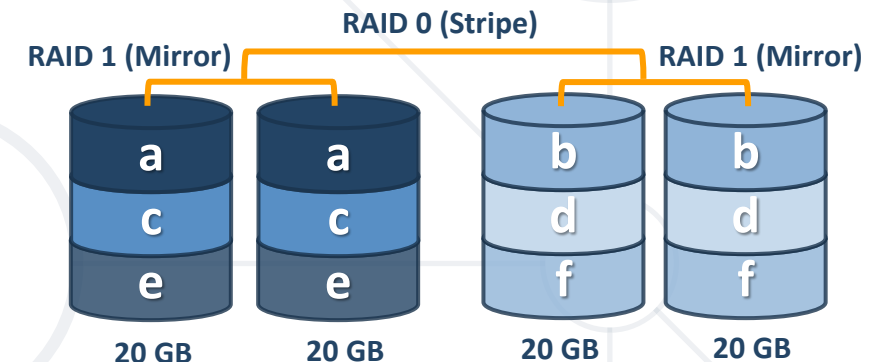 RAID 0 (Stripe)
RAID 1 (Mirror) RAID 1 (Mirror)
a a b b
c c d d
e e f f
20 GB 20 GB 20 GB 20 GB